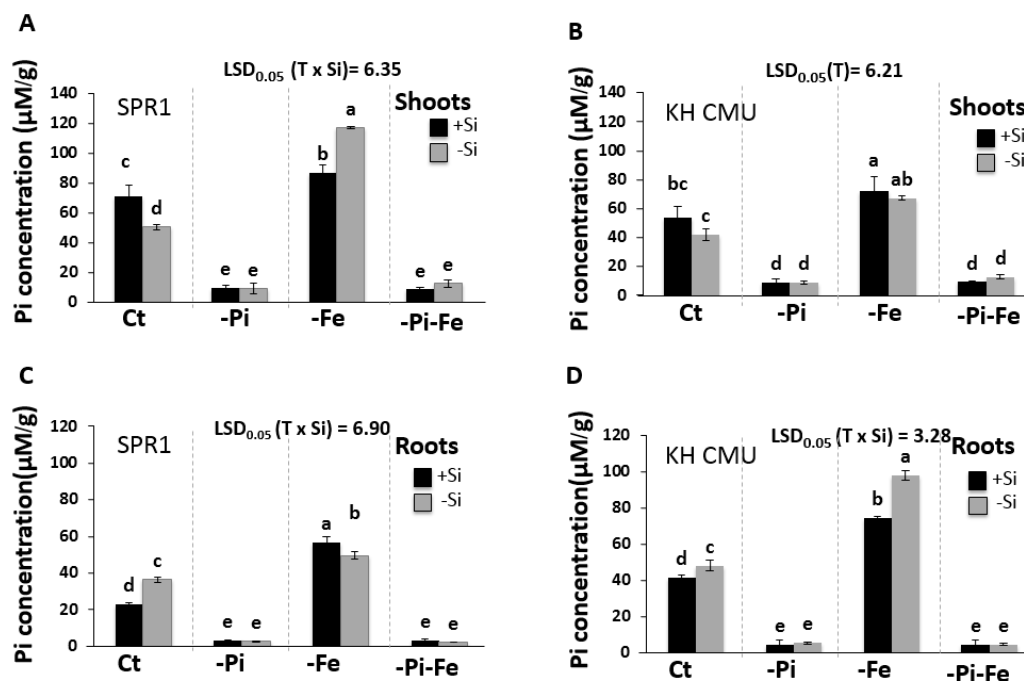 A
LSD0.05 (T x Si)= 6.35
SPR1
Shoots
+Si
-Si
Pi concentration (µM/g)
140
120
100
80
60
40
20
0
c
d
e
e
b
a
e
e
Ct
-Pi
-Fe
-Pi-Fe
B
LSD0.05(T)= 6.21
KH CMU
Shoots
+Si
-Si
Pi concentration (µM/g)
140
120
100
80
60
40
20
0
bc
c
d
d
a
ab
d
d
Ct
-Pi
-Fe
-Pi-Fe
C
LSD0.05 (T x Si) = 6.90
SPR1
Roots
+Si
-Si
Pi concentration(µM/g)
120
100
80
60
40
20
0
d
c
e
e
a
b
e
e
Ct
-Pi
-Fe
-Pi-Fe
D
LSD0.05 (T x Si) = 3.28
KH CMU
Roots
+Si
-Si
Pi concentration(µM/g)
120
100
80
60
40
20
0
d
c
e
e
b
a
e
e
Ct
-Pi
-Fe
-Pi-Fe